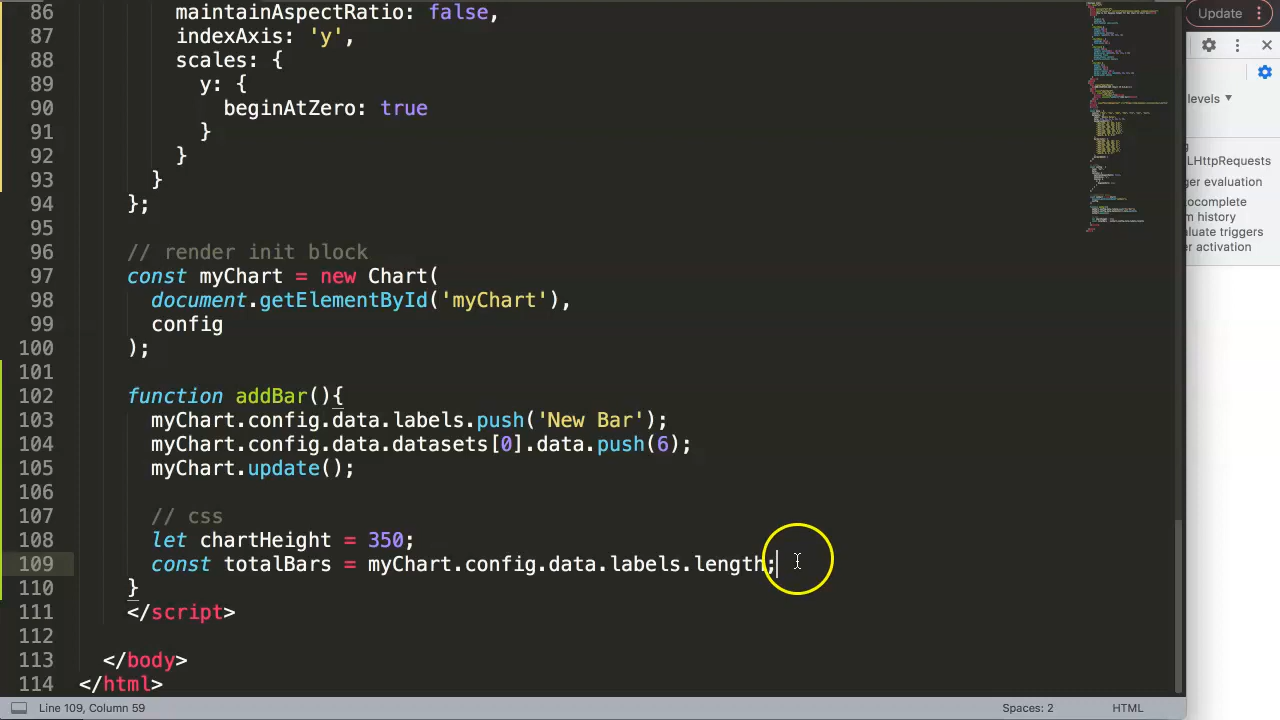 86 maintainAspectRatio: false,
87 indexAxis: 'y',
88 scales: {
89 y: {
90 beginAtZero: true
91 }
92 }
93 }
94 };
95
96 // render init block
97 const myChart = new Chart(
98 document.getElementById('myChart'),
99 config
100 );
101
102 function addBar(){
103 myChart.config.data.labels.push('New Bar');
104 myChart.config.data.datasets[0].data.push(6);
105 myChart.update();
106
107 // css
108 let chartHeight = 350;
109 const totalBars = myChart.config.data.labels.length;
110 }
111 </script>
112
113 </body>
114 </html>
Line 109, Column 59
Spaces: 2
HTML
Update
levels
LHttpRequests
ger evaluation
tocomplete
m history
luate triggers
er activation